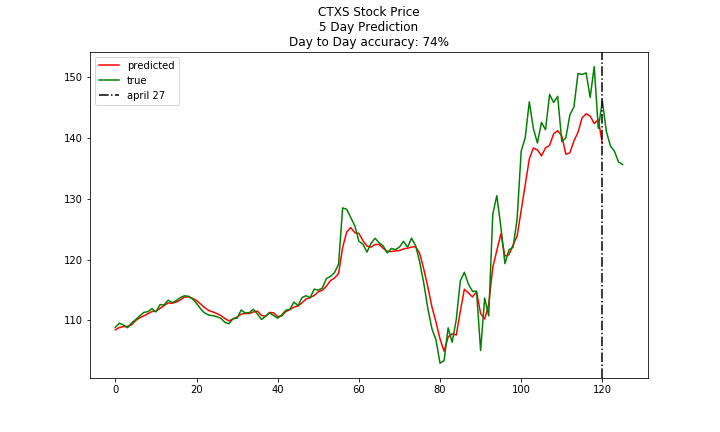 CTXS Stock Price
5 Day Prediction
Day to Day accuracy: 74%
predicted
true
april 27
150
140
130
120
110
0 20 40 60 80 100 120